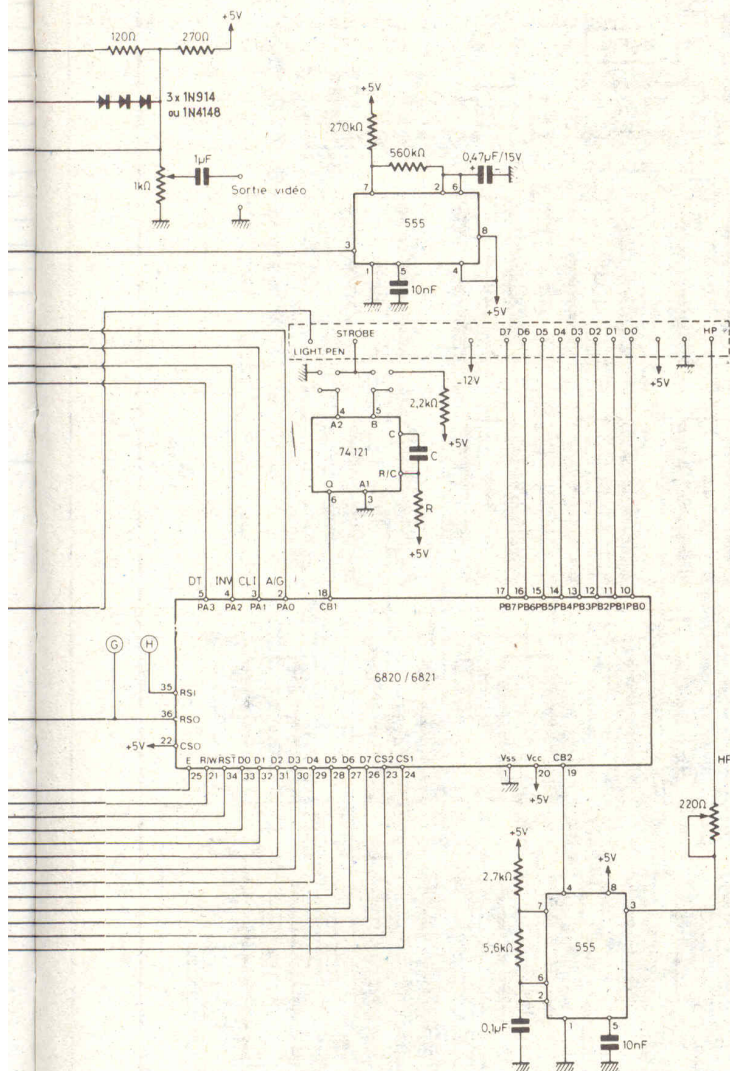 +5V
120Ω 270Ω
3 x 1N914
ou 1N4148
1µF
1kΩ
Sortie vidéo
+5V
270kΩ
560kΩ 0,47µF/15V
+ -
7 2 6
555
3 8
1 5 4
10nF
+5V
STROBE D7 D6 D5 D4 D3 D2 D1 D0 HP
LIGHT PEN
-12V +5V
2,2kΩ
+5V
4 5
A2 B
C
74121 C
R/C
Q A1
6 3
R
+5V
DT INV CLI A/G
5 4 3 2 18 17 16 15 14 13 12 11 10
PA3 PA2 PA1 PA0 CB1 PB7 PB6 PB5 PB4 PB3 PB2 PB1 PB0
G H
6820 / 6821
35 RS1
36 RS0
+5V 22 CS0
E R/W RST D0 D1 D2 D3 D4 D5 D6 D7 CS2 CS1 Vss Vcc CB2
25 21 34 33 32 31 30 29 28 27 26 23 24 1 20 19
+5V
HP
220Ω
+5V +5V
2,7kΩ
4 8
7 3
5,6kΩ 555
6
2
0,1µF 1 5
10nF